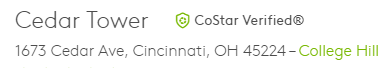 Cedar Tower CoStar Verified®
1673 Cedar Ave, Cincinnati, OH 45224 – College Hill